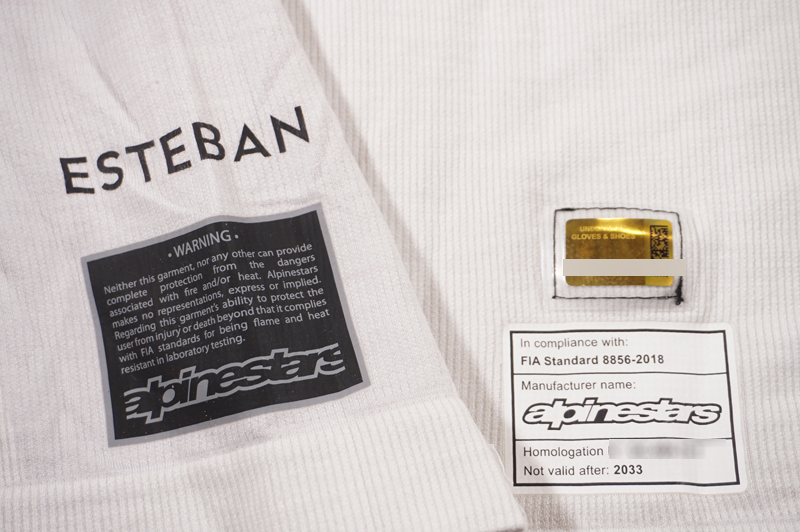 ESTEBAN
• WARNING •
Neither this garment, nor any other can provide
complete protection from the dangers
associated with fire and/or heat. Alpinestars
makes no representations, express or implied.
Regarding this garment's ability to protect the
user from injury or death beyond that it complies
with FIA standards for being flame and heat
resistant in laboratory testing.
alpinestars
GLOVES & SHOES
In compliance with:
FIA Standard 8856-2018
Manufacturer name:
alpinestars
Homologation
Not valid after: 2033